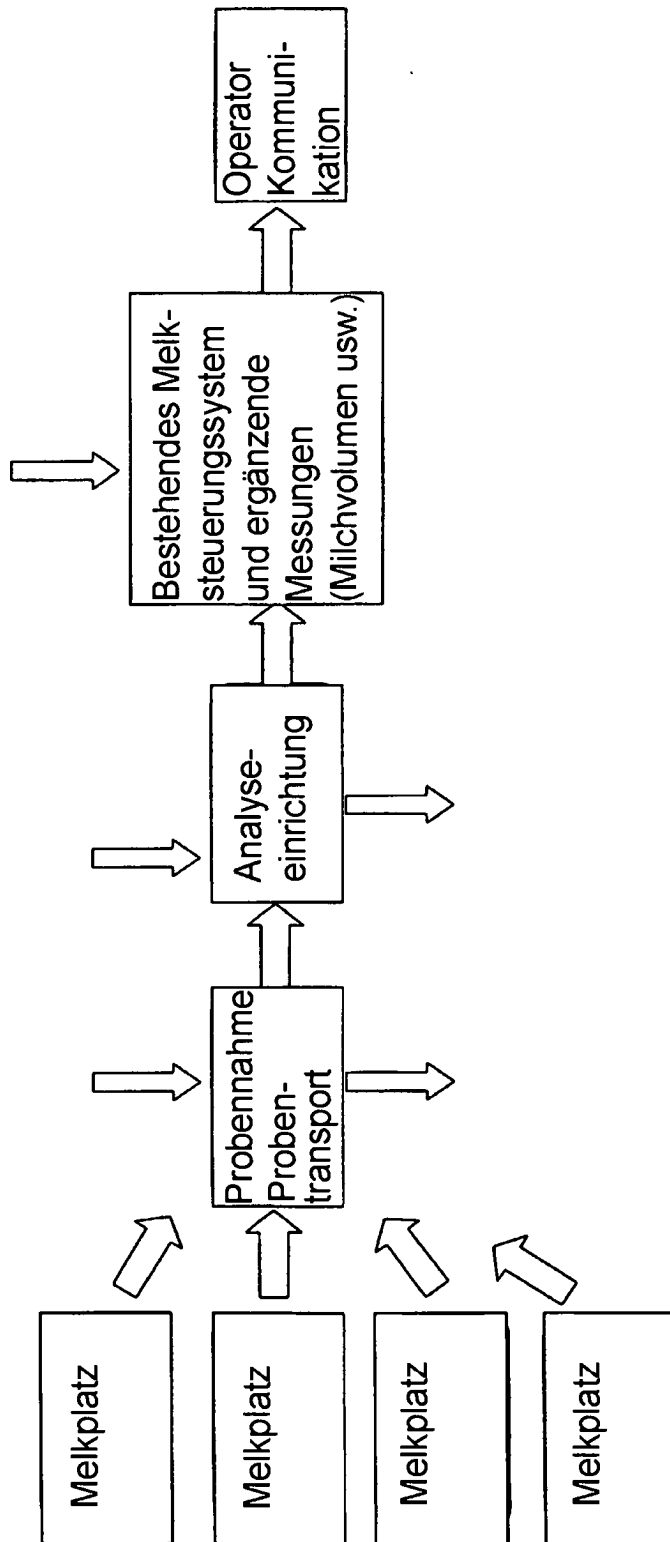 Melkplatz
Melkplatz
Melkplatz
Melkplatz
Probennahme
Proben-
transport
Analyse-
einrichtung
Bestehendes Melk-
steuerungssystem
und ergänzende
Messungen
(Milchvolumen usw.)
Operator
Kommuni-
kation